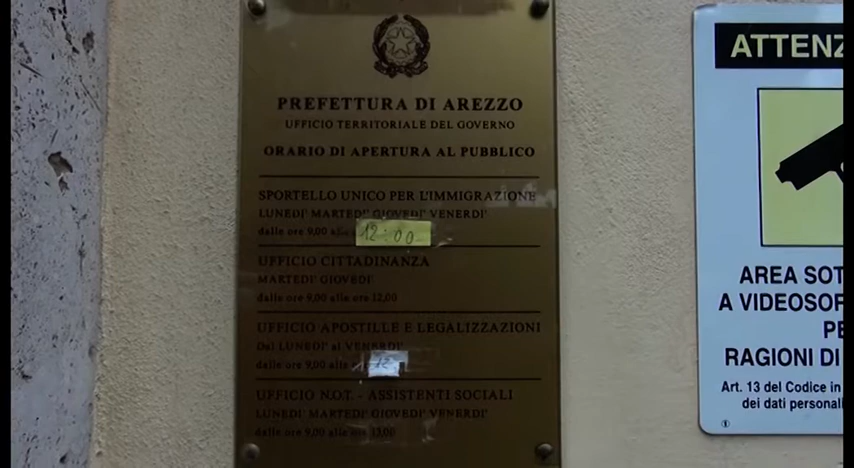 PREFETTURA DI AREZZO
UFFICIO TERRITORIALE DEL GOVERNO
ORARIO DI APERTURA AL PUBBLICO
SPORTELLO UNICO PER L'IMMIGRAZIONE
LUNEDI' MARTEDI' GIOVEDI' VENERDI'
dalle ore 9,00 alle 12:00
UFFICIO CITTADINANZA
MARTEDI' GIOVEDI'
dalle ore 9,00 alle ore 12,00
UFFICIO APOSTILLE E LEGALIZZAZIONI
Dal LUNEDI' al VENERDI'
dalle ore 9,00 alle 12
UFFICIO N.O.T. - ASSISTENTI SOCIALI
LUNEDI' MARTEDI' GIOVEDI' VENERDI'
dalle ore 9,00 alle ore 13,00
ATTENZ
AREA SOT
A VIDEOSOR
PE
RAGIONI DI
Art. 13 del Codice in
dei dati personal